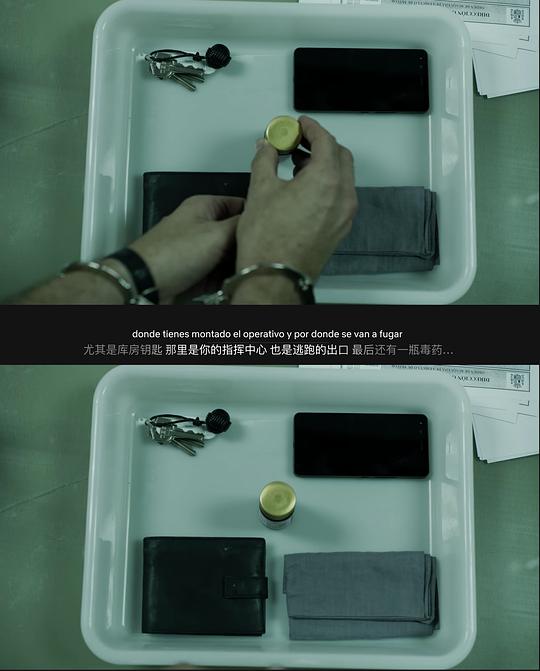 DIRECCIÓN G
donde tienes montado el operativo y por donde se van a fugar
尤其是库房钥匙 那里是你的指挥中心 也是逃跑的出口 最后还有一瓶毒药...
DIRECCIÓN G